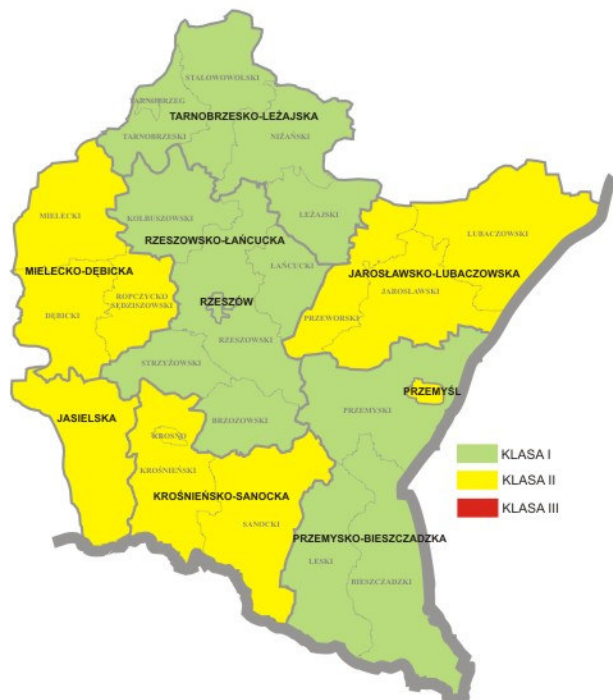 STALOWOWOLSKI
TARNOBRZEG
TARNOBRZESKO-LEŻAJSKA
TARNOBRZESKI
NIŻAŃSKI
MIELECKI
KOLBUSZOWSKI
LEŻAJSKI
LUBACZOWSKI
RZESZOWSKO-ŁAŃCUCKA
ŁAŃCUCKI
MIELECKO-DĘBICKA
JAROSŁAWSKO-LUBACZOWSKA
JAROSŁAWSKI
ROPCZYCKO
SĘDZISZOWSKI
RZESZÓW
DĘBICKI
PRZEWORSKI
RZESZOWSKI
STRZYŻOWSKI
PRZEMYŚL
JASIELSKA
PRZEMYSKI
BRZOZOWSKI
KROSNO
KROŚNIEŃSKI
KROŚNIEŃSKO-SANOCKA
SANOCKI
PRZEMYSKO-BIESZCZADZKA
LESKI
BIESZCZADZKI
KLASA I
KLASA II
KLASA III